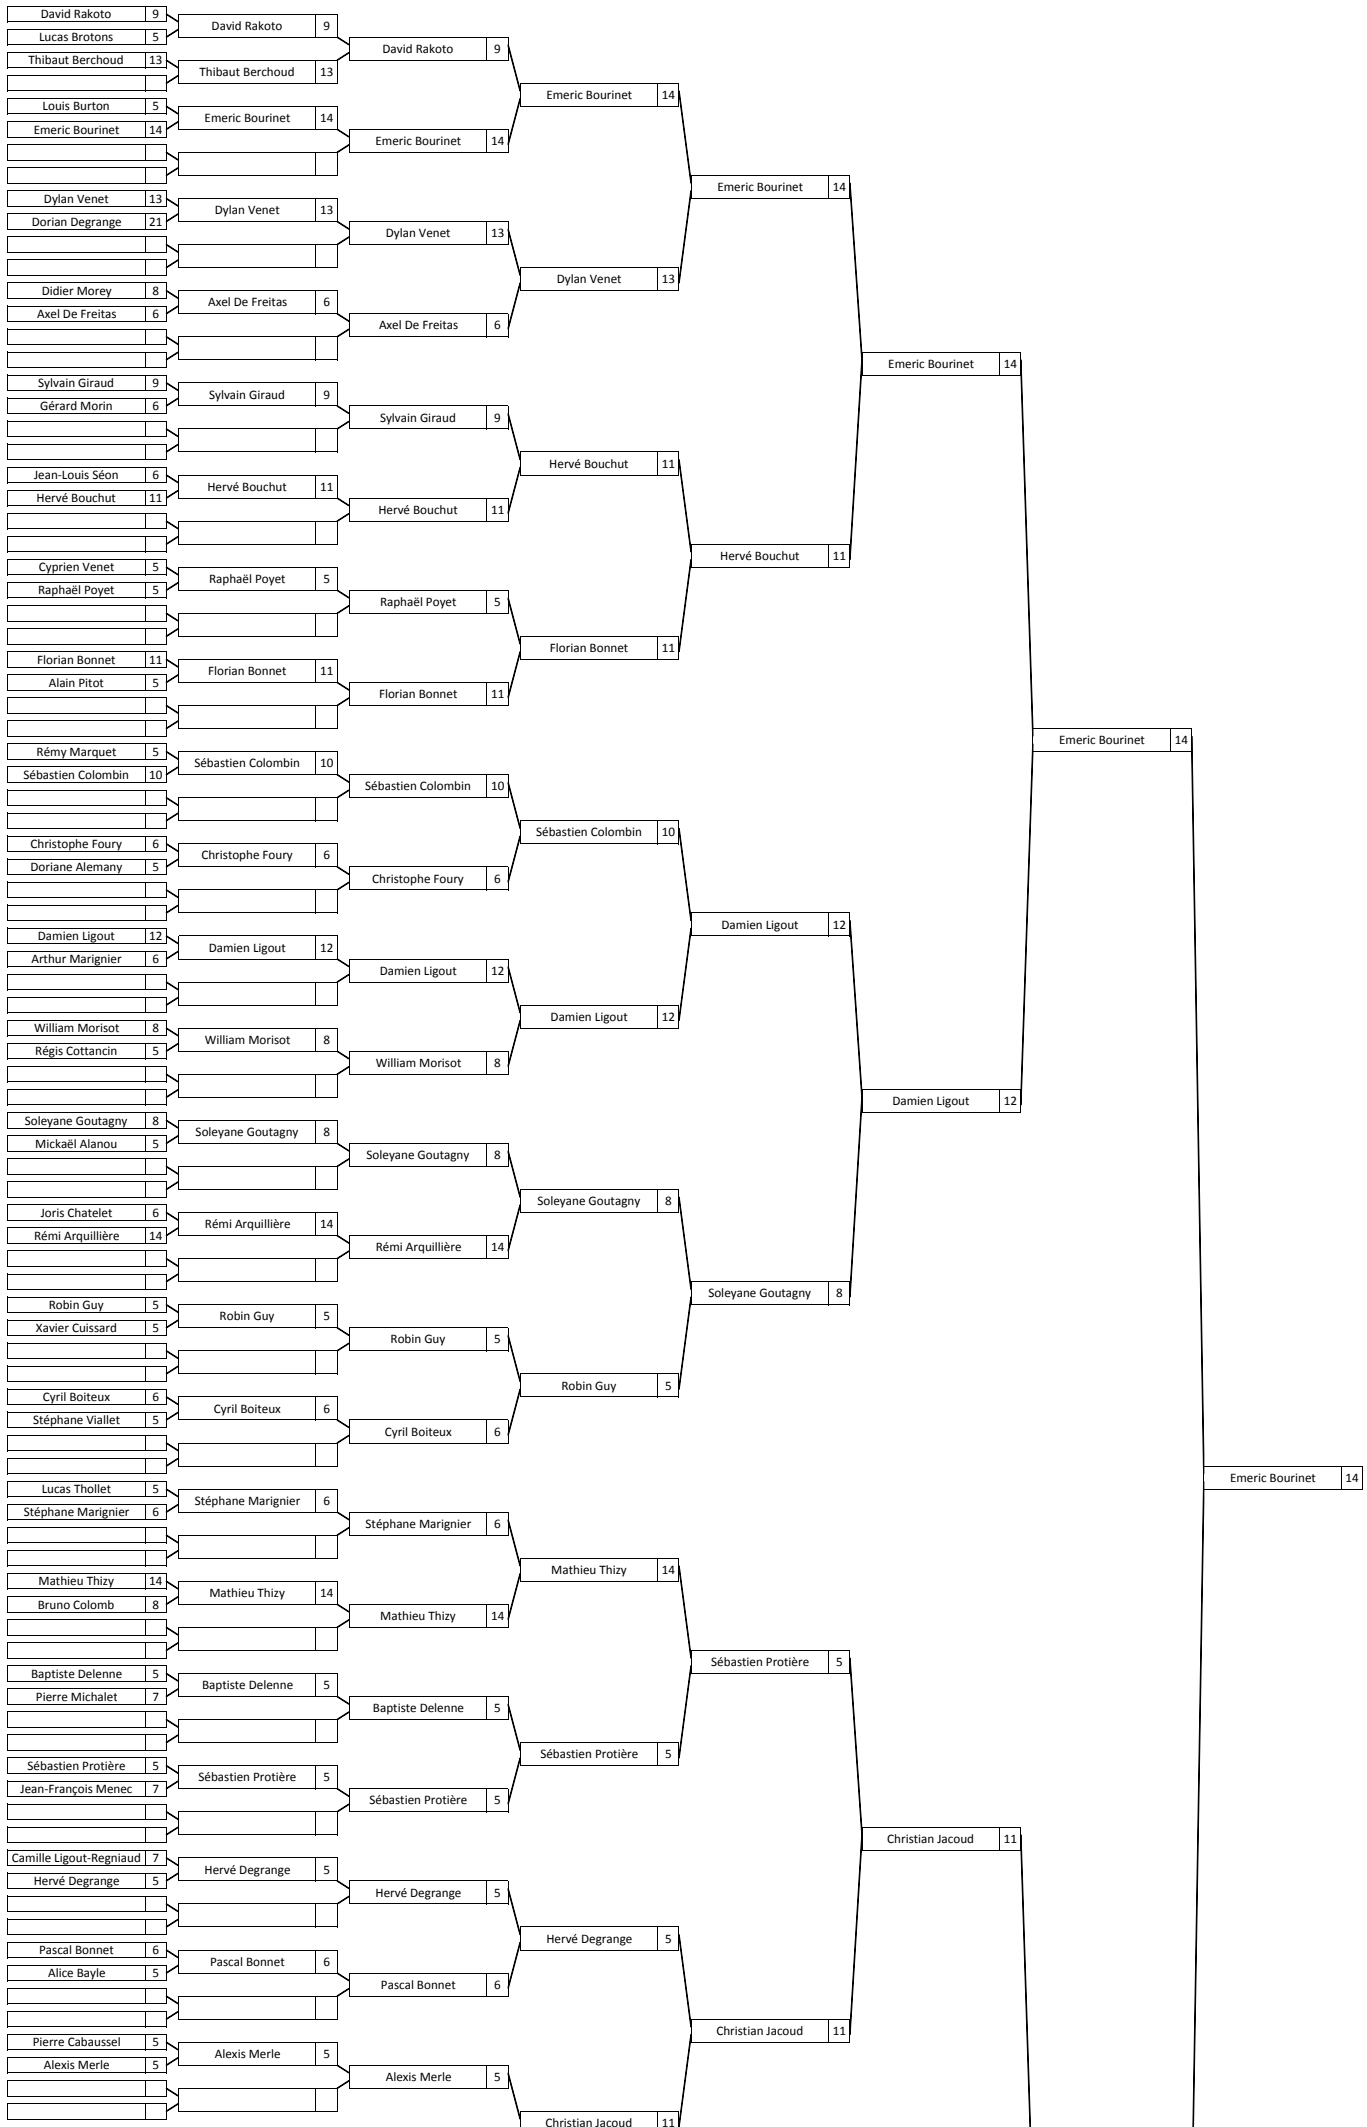 David Rakoto 9
Lucas Brotons 5
Thibaut Berchoud 13
Louis Burton 5
Emeric Bourinet 14
Dylan Venet 13
Dorian Degrange 21
Didier Morey 8
Axel De Freitas 6
Sylvain Giraud 9
Gérard Morin 6
Jean-Louis Séon 6
Hervé Bouchut 11
Cyprien Venet 5
Raphaël Poyet 5
Florian Bonnet 11
Alain Pitot 5
Rémy Marquet 5
Sébastien Colombin 10
Christophe Foury 6
Doriane Alemany 5
Damien Ligout 12
Arthur Marignier 6
William Morisot 8
Régis Cottancin 5
Soleyane Goutagny 8
Mickaël Alanou 5
Joris Chatelet 6
Rémi Arquillière 14
Robin Guy 5
Xavier Cuissard 5
Cyril Boiteux 6
Stéphane Viallet 5
Lucas Thollet 5
Stéphane Marignier 6
Mathieu Thizy 14
Bruno Colomb 8
Baptiste Delenne 5
Pierre Michalet 7
Sébastien Protière 5
Jean-François Menec 7
Camille Ligout-Regniaud 7
Hervé Degrange 5
Pascal Bonnet 6
Alice Bayle 5
Pierre Cabaussel 5
Alexis Merle 5
David Rakoto 9
Thibaut Berchoud 13
Emeric Bourinet 14
Dylan Venet 13
Axel De Freitas 6
Sylvain Giraud 9
Hervé Bouchut 11
Raphaël Poyet 5
Florian Bonnet 11
Sébastien Colombin 10
Christophe Foury 6
Damien Ligout 12
William Morisot 8
Soleyane Goutagny 8
Rémi Arquillière 14
Robin Guy 5
Cyril Boiteux 6
Stéphane Marignier 6
Mathieu Thizy 14
Baptiste Delenne 5
Sébastien Protière 5
Hervé Degrange 5
Pascal Bonnet 6
Alexis Merle 5
David Rakoto 9
Emeric Bourinet 14
Dylan Venet 13
Axel De Freitas 6
Sylvain Giraud 9
Hervé Bouchut 11
Raphaël Poyet 5
Florian Bonnet 11
Sébastien Colombin 10
Christophe Foury 6
Damien Ligout 12
William Morisot 8
Soleyane Goutagny 8
Rémi Arquillière 14
Robin Guy 5
Cyril Boiteux 6
Stéphane Marignier 6
Mathieu Thizy 14
Baptiste Delenne 5
Sébastien Protière 5
Hervé Degrange 5
Pascal Bonnet 6
Alexis Merle 5
Emeric Bourinet 14
Dylan Venet 13
Hervé Bouchut 11
Florian Bonnet 11
Sébastien Colombin 10
Damien Ligout 12
Soleyane Goutagny 8
Robin Guy 5
Mathieu Thizy 14
Sébastien Protière 5
Hervé Degrange 5
Christian Jacoud 11
Emeric Bourinet 14
Hervé Bouchut 11
Damien Ligout 12
Soleyane Goutagny 8
Sébastien Protière 5
Christian Jacoud 11
Emeric Bourinet 14
Damien Ligout 12
Christian Jacoud 11
Emeric Bourinet 14
Emeric Bourinet 14